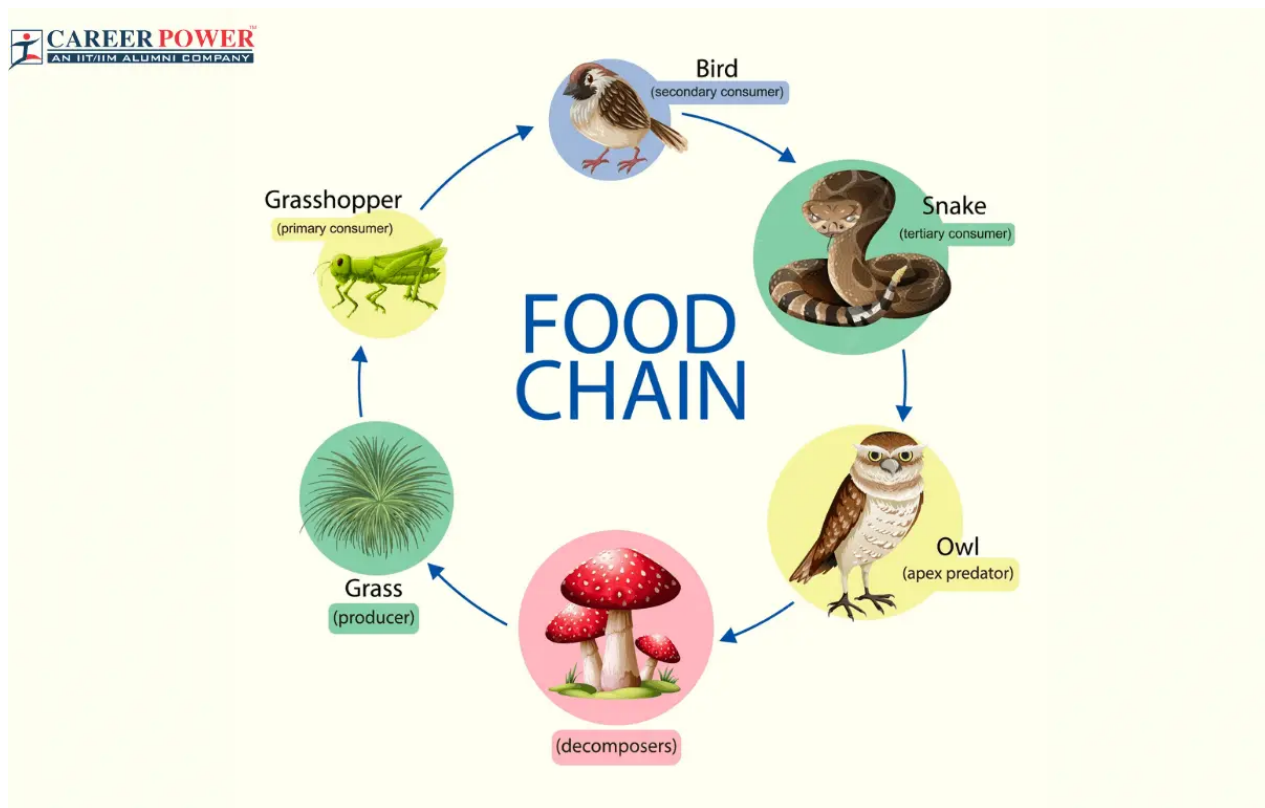 CAREER POWER™
AN IIT/IIM ALUMNI COMPANY
Bird
(secondary consumer)
Grasshopper
(primary consumer)
Snake
(tertiary consumer)
FOOD
CHAIN
Owl
(apex predator)
Grass
(producer)
(decomposers)